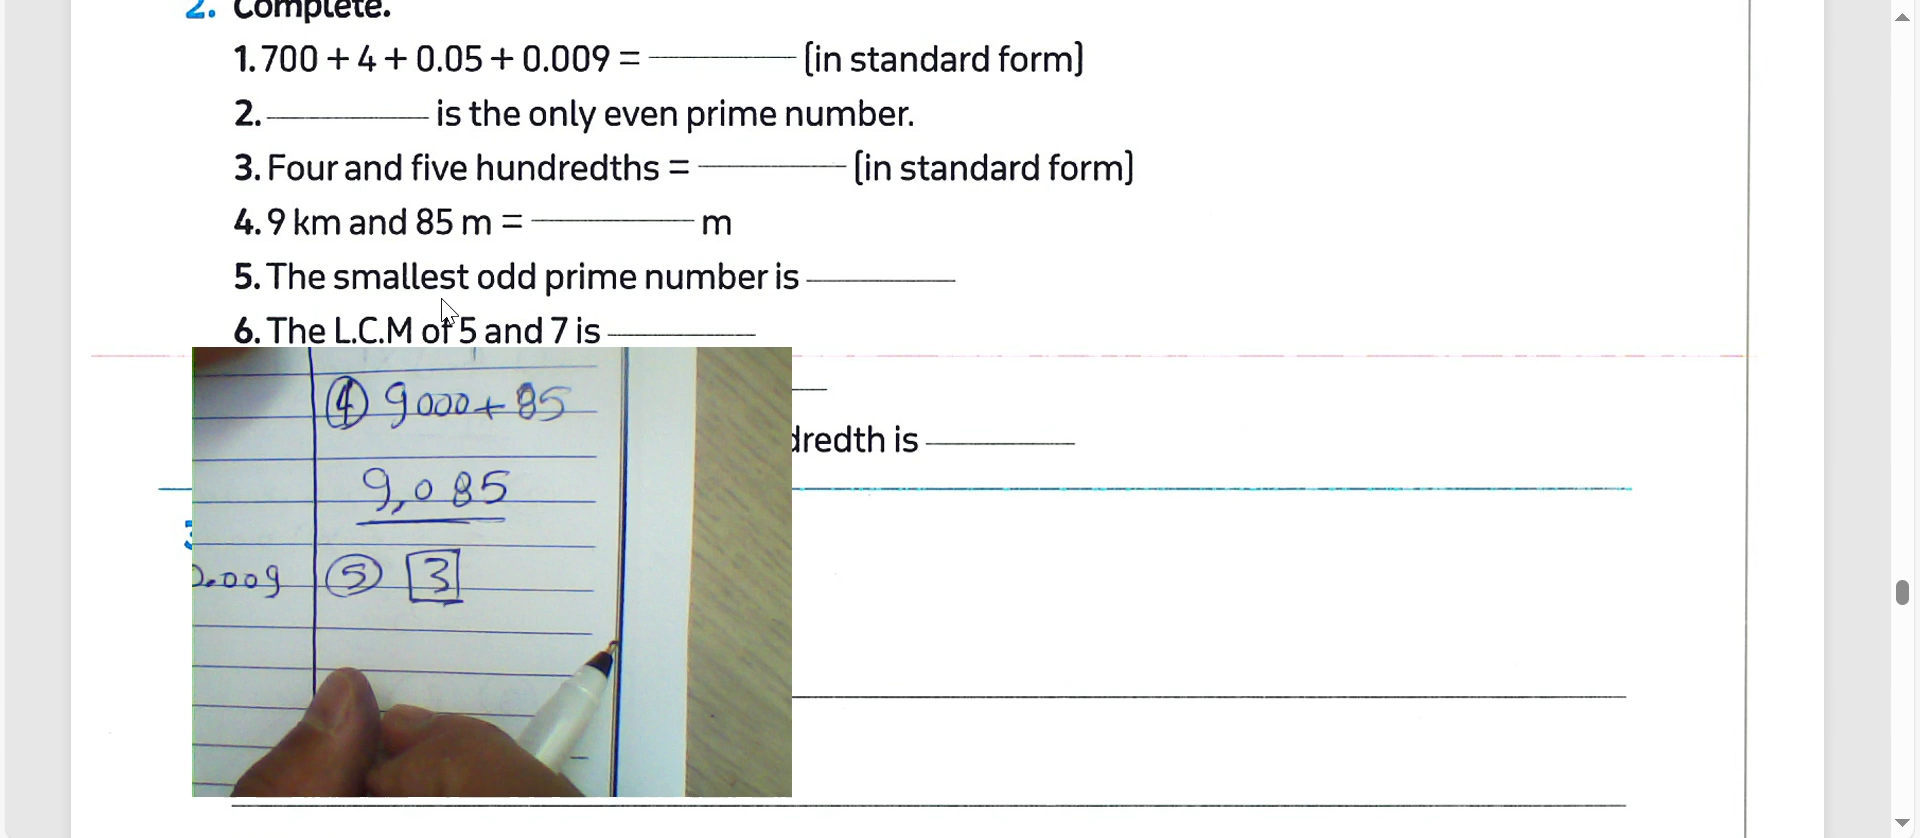 2. Complete.
1. 700 + 4 + 0.05 + 0.009 = (in standard form)
2. is the only even prime number.
3. Four and five hundredths = (in standard form)
4. 9 km and 85 m = m
5. The smallest odd prime number is
6. The L.C.M of 5 and 7 is
dredth is
④ 9000+85
9,085
0.009
⑤ 3